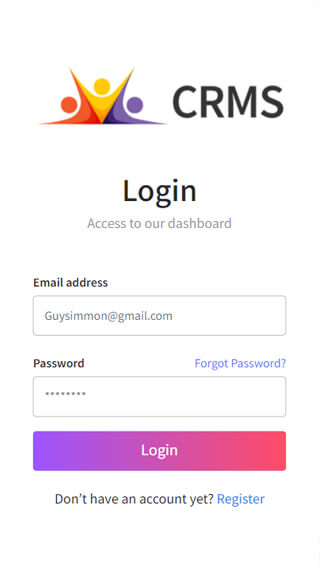 CRMS
Login
Access to our dashboard
Email address
Guysimmon@gmail.com
Password Forgot Password?
********
Login
Don’t have an account yet? Register